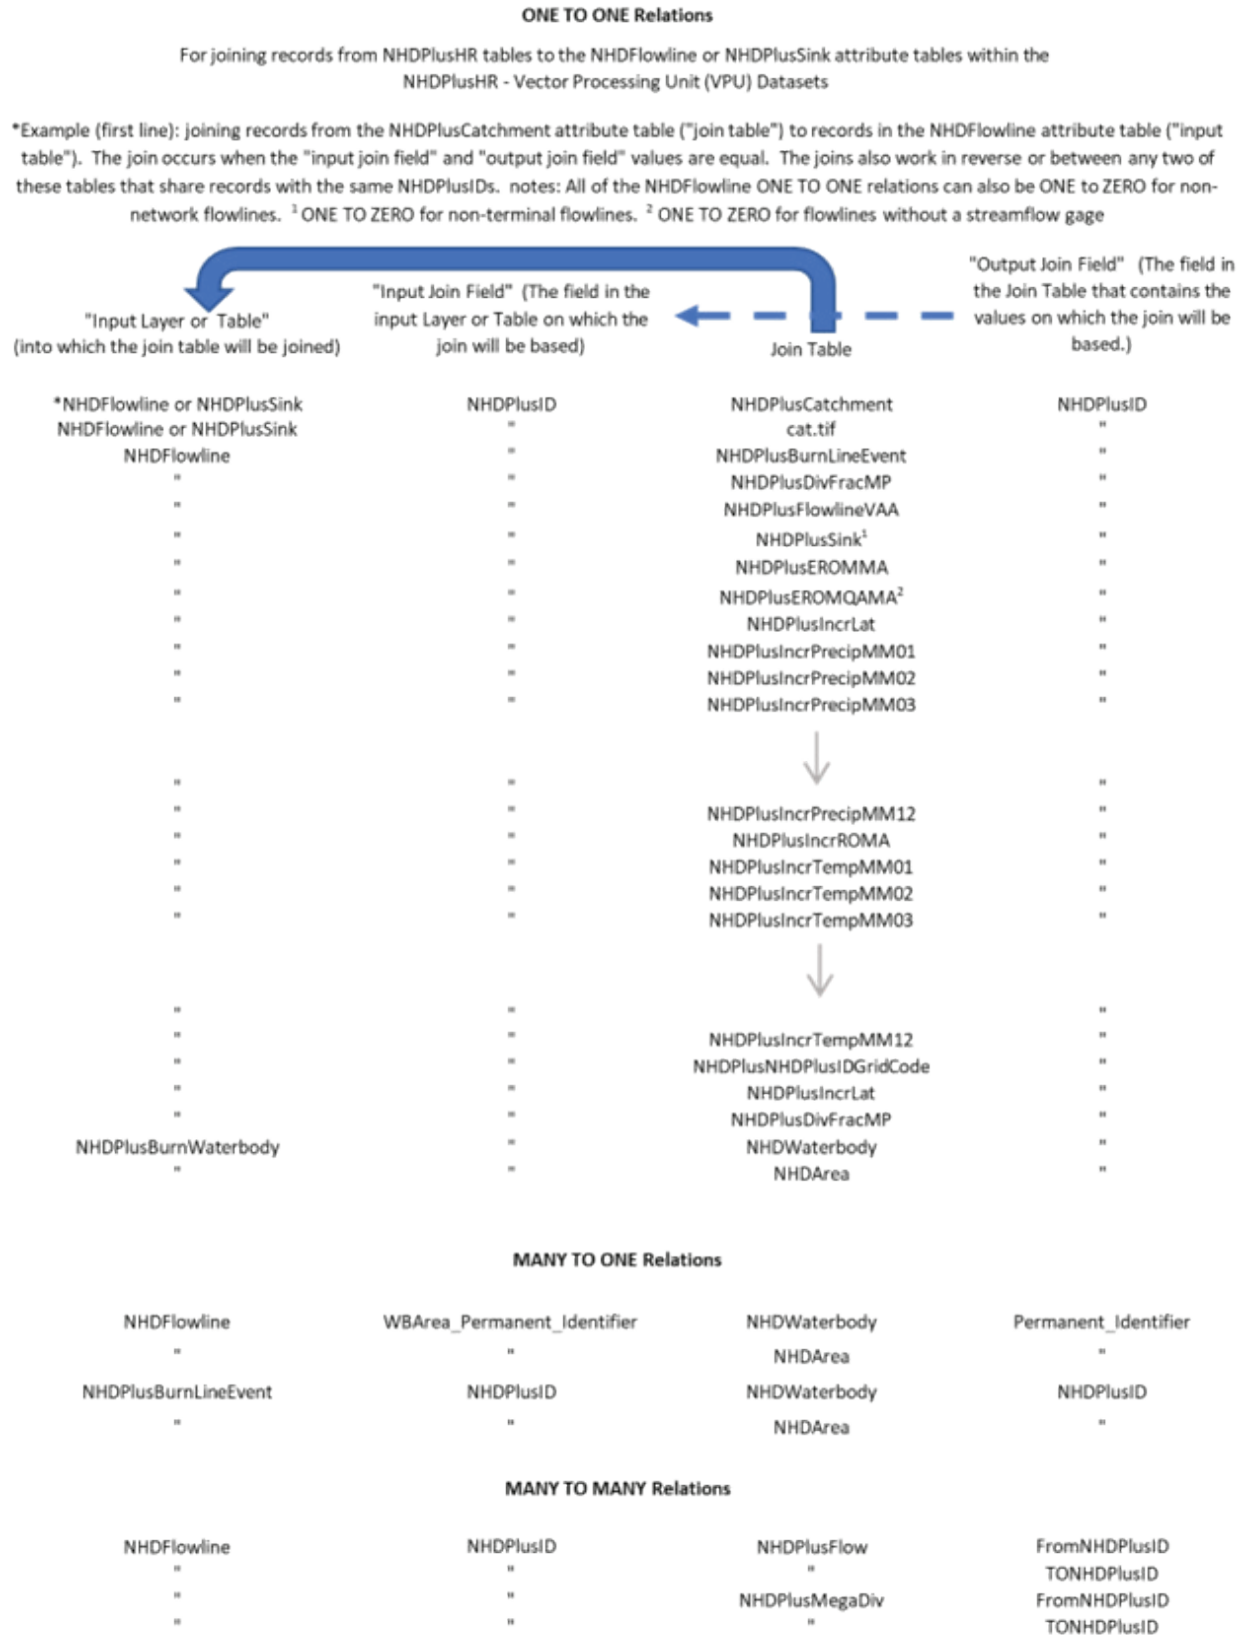 ONE TO ONE Relations
For joining records from NHDPlusHR tables to the NHDFlowline or NHDPlusSink attribute tables within the
NHDPlusHR - Vector Processing Unit (VPU) Datasets
*Example (first line): joining records from the NHDPlusCatchment attribute table ("join table") to records in the NHDFlowline attribute table ("input
table"). The join occurs when the "input join field" and "output join field" values are equal. The joins also work in reverse or between any two of
these tables that share records with the same NHDPlusIDs. notes: All of the NHDFlowline ONE TO ONE relations can also be ONE to ZERO for non-
network flowlines. ¹ ONE TO ZERO for non-terminal flowlines. ² ONE TO ZERO for flowlines without a streamflow gage
"Input Layer or Table"
(into which the join table will be joined)
"Input Join Field" (The field in the
input Layer or Table on which the
join will be based)
Join Table
"Output Join Field" (The field in
the Join Table that contains the
values on which the join will be
based.)
*NHDFlowline or NHDPlusSink NHDPlusID NHDPlusCatchment NHDPlusID
NHDFlowline or NHDPlusSink " cat.tif "
NHDFlowline " NHDPlusBurnLineEvent "
" " NHDPlusDivFracMP "
" " NHDPlusFlowlineVAA "
" " NHDPlusSink¹ "
" " NHDPlusEROMMA "
" " NHDPlusEROMQAMA² "
" " NHDPlusIncrLat "
" " NHDPlusIncrPrecipMM01 "
" " NHDPlusIncrPrecipMM02 "
" " NHDPlusIncrPrecipMM03 "
" " "
" " NHDPlusIncrPrecipMM12 "
" " NHDPlusIncrROMA "
" " NHDPlusIncrTempMM01 "
" " NHDPlusIncrTempMM02 "
" " NHDPlusIncrTempMM03 "
" " "
" " NHDPlusIncrTempMM12 "
" " NHDPlusNHDPlusIDGridCode "
" " NHDPlusIncrLat "
" " NHDPlusDivFracMP "
NHDPlusBurnWaterbody " NHDWaterbody "
" " NHDArea "
MANY TO ONE Relations
NHDFlowline WBArea_Permanent_Identifier NHDWaterbody Permanent_Identifier
" " NHDArea "
NHDPlusBurnLineEvent NHDPlusID NHDWaterbody NHDPlusID
" " NHDArea "
MANY TO MANY Relations
NHDFlowline NHDPlusID NHDPlusFlow FromNHDPlusID
" " " TONHDPlusID
" " NHDPlusMegaDiv FromNHDPlusID
" " " TONHDPlusID